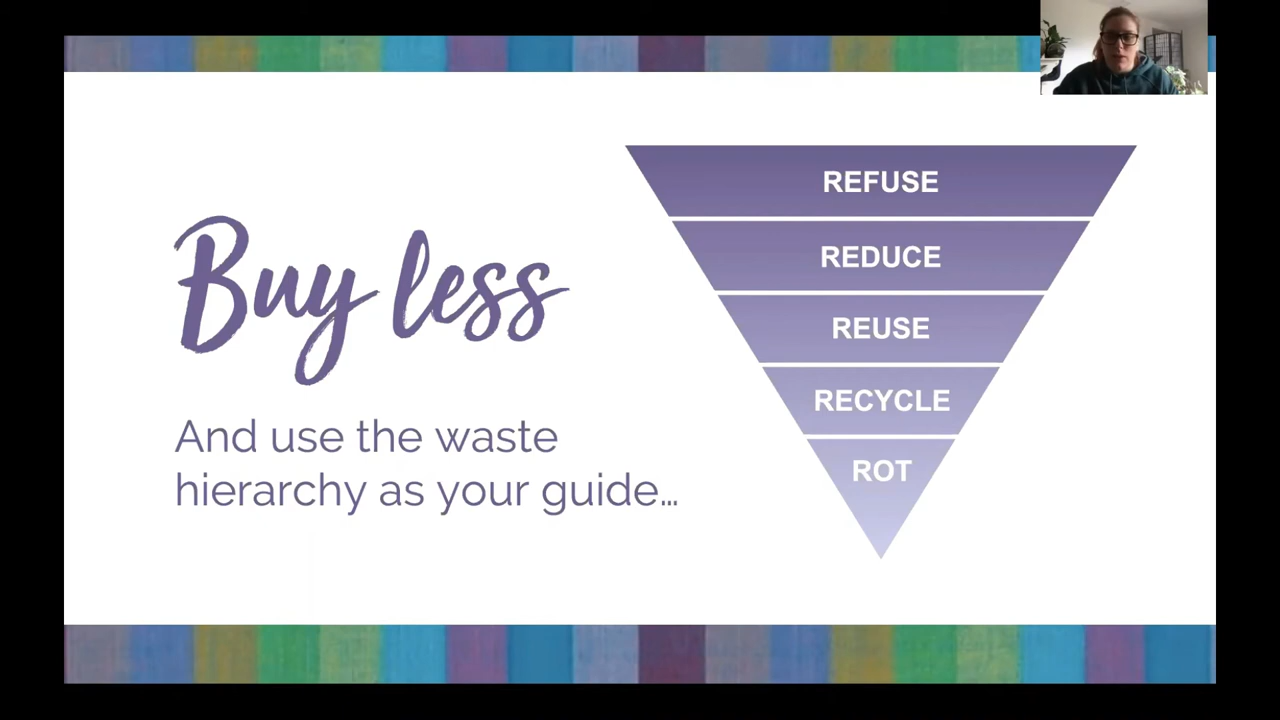 Buy less
And use the waste
hierarchy as your guide…
REFUSE
REDUCE
REUSE
RECYCLE
ROT